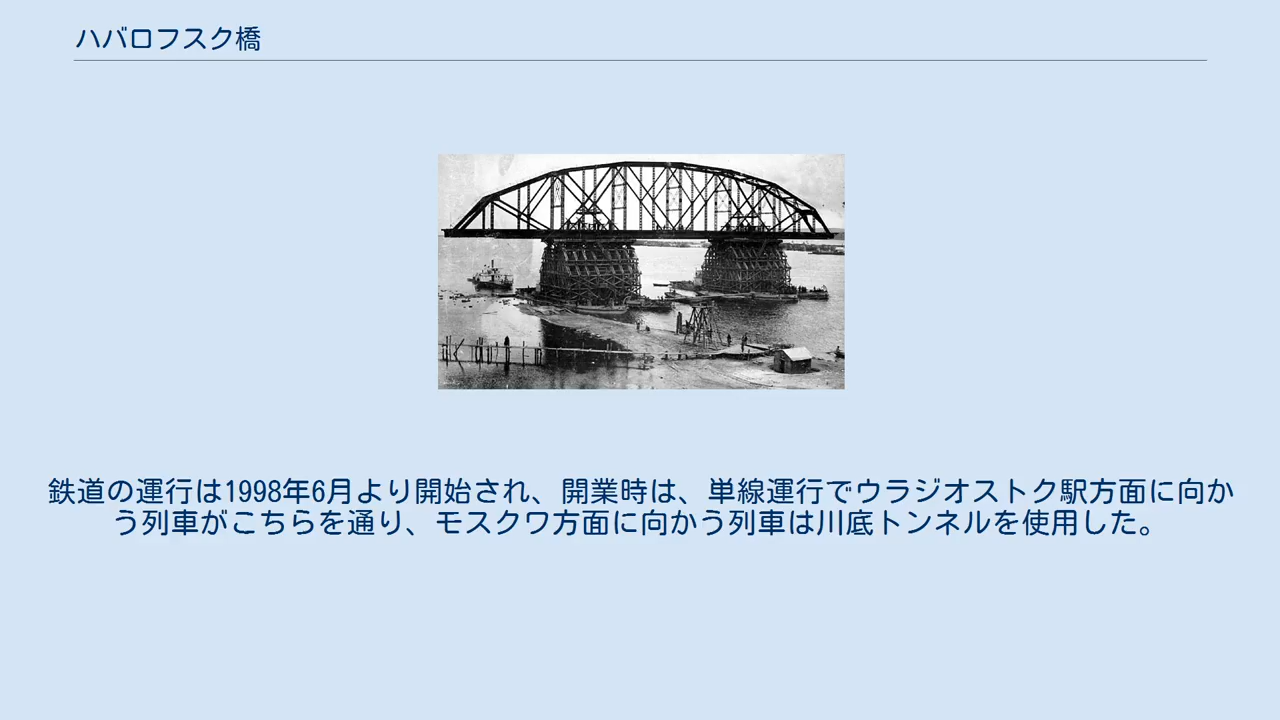 ハバロフスク橋
鉄道の運行は1998年6月より開始され、開業時は、単線運行でウラジオストク駅方面に向か
う列車がこちらを通り、モスクワ方面に向かう列車は川底トンネルを使用した。